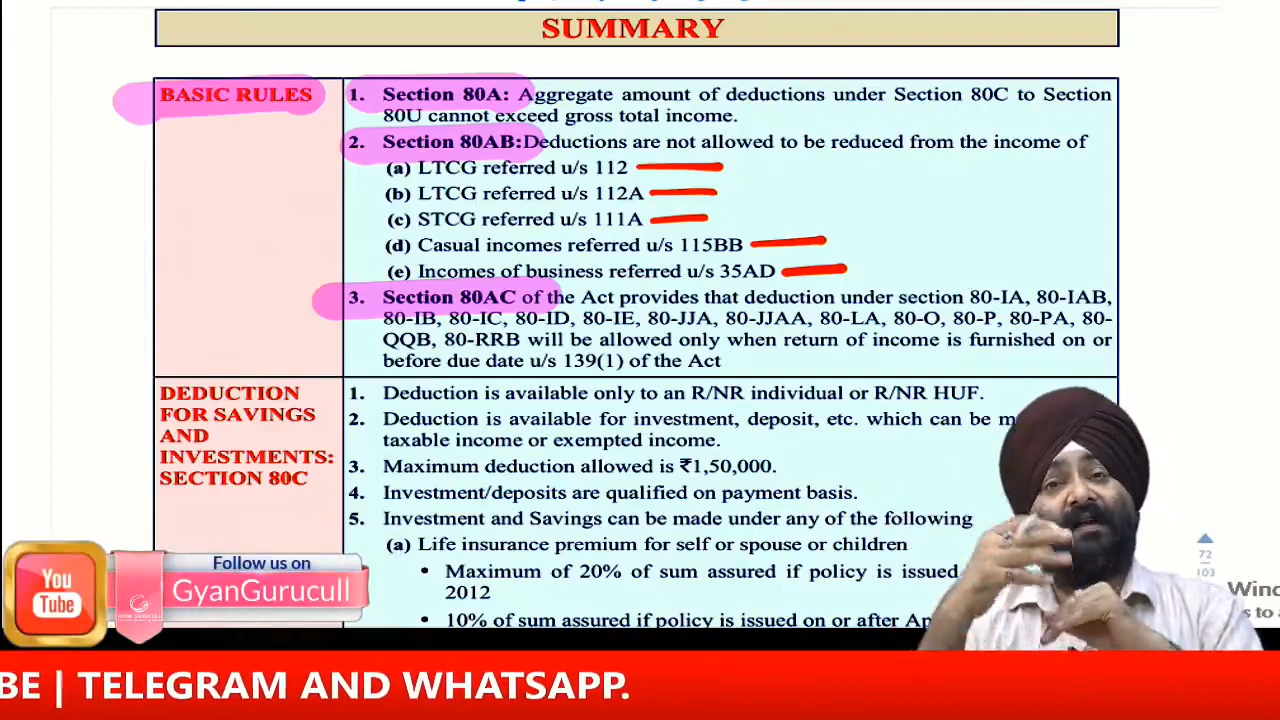 SUMMARY
BASIC RULES
1. Section 80A: Aggregate amount of deductions under Section 80C to Section
80U cannot exceed gross total income.
2. Section 80AB:Deductions are not allowed to be reduced from the income of
(a) LTCG referred u/s 112
(b) LTCG referred u/s 112A
(c) STCG referred u/s 111A
(d) Casual incomes referred u/s 115BB
(e) Incomes of business referred u/s 35AD
3. Section 80AC of the Act provides that deduction under section 80-IA, 80-IAB,
80-IB, 80-IC, 80-ID, 80-IE, 80-JJA, 80-JJAA, 80-LA, 80-O, 80-P, 80-PA, 80-
QQB, 80-RRB will be allowed only when return of income is furnished on or
before due date u/s 139(1) of the Act
DEDUCTION
FOR SAVINGS
AND
INVESTMENTS:
SECTION 80C
1. Deduction is available only to an R/NR individual or R/NR HUF.
2. Deduction is available for investment, deposit, etc. which can be m
taxable income or exempted income.
3. Maximum deduction allowed is ₹1,50,000.
4. Investment/deposits are qualified on payment basis.
5. Investment and Savings can be made under any of the following
(a) Life insurance premium for self or spouse or children
• Maximum of 20% of sum assured if policy is issued
2012
• 10% of sum assured if policy is issued on or after Ap
You
Tube
Follow us on
GyanGurucull
72
103
Wind
s to a
BE | TELEGRAM AND WHATSAPP.